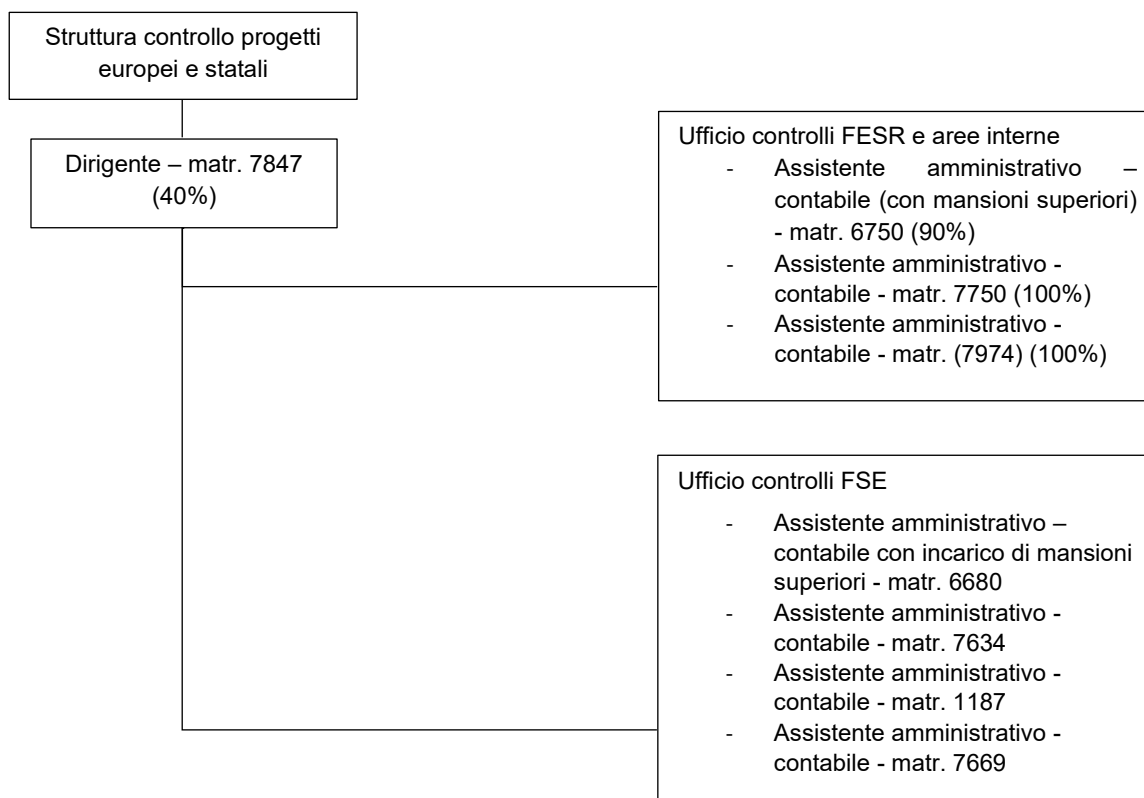 Struttura controllo progetti
europei e statali
Dirigente – matr. 7847
(40%)
Ufficio controlli FESR e aree interne
- Assistente amministrativo –
contabile (con mansioni superiori)
- matr. 6750 (90%)
- Assistente amministrativo -
contabile - matr. 7750 (100%)
- Assistente amministrativo -
contabile - matr. (7974) (100%)
Ufficio controlli FSE
- Assistente amministrativo –
contabile con incarico di mansioni
superiori - matr. 6680
- Assistente amministrativo -
contabile - matr. 7634
- Assistente amministrativo -
contabile - matr. 1187
- Assistente amministrativo -
contabile - matr. 7669